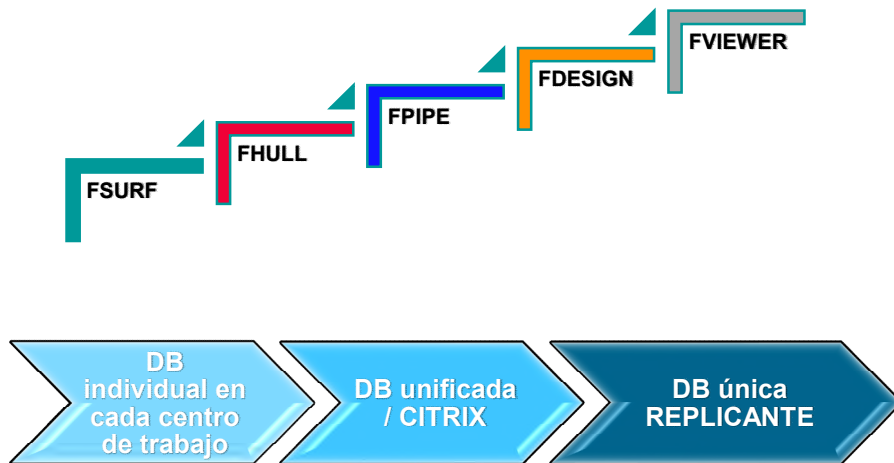 FSURF
FHULL
FPIPE
FDESIGN
FVIEWER
DB
individual en
cada centro
de trabajo
DB unificada
/ CITRIX
DB única
REPLICANTE